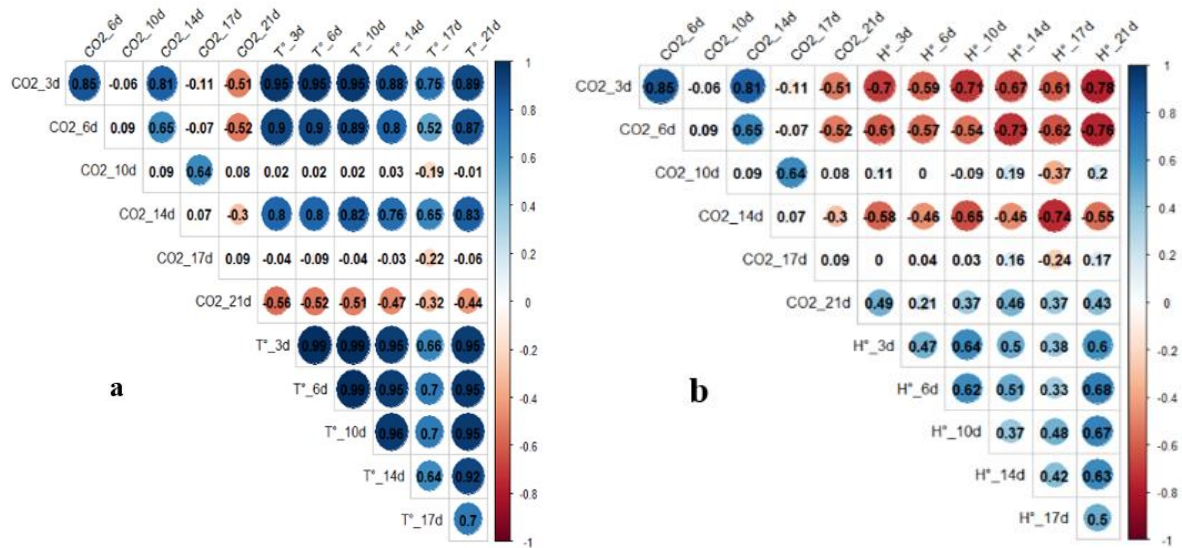 CO2_6d CO2_10d CO2_14d CO2_17d CO2_21d T°_3d T°_6d T°_10d T°_14d T°_17d T°_21d
CO2_3d 0.85 -0.06 0.81 -0.11 -0.51 0.95 0.95 0.95 0.88 0.75 0.89
CO2_6d 0.09 0.65 -0.07 -0.52 0.9 0.9 0.89 0.8 0.52 0.87
CO2_10d 0.09 0.64 0.08 0.02 0.02 0.02 0.03 -0.19 -0.01
CO2_14d 0.07 -0.3 0.8 0.8 0.82 0.76 0.65 0.83
CO2_17d 0.09 -0.04 -0.09 -0.04 -0.03 -0.22 -0.06
CO2_21d -0.56 -0.52 -0.51 -0.47 -0.32 -0.44
T°_3d 0.99 0.99 0.95 0.66 0.95
T°_6d 0.99 0.95 0.7 0.95
T°_10d 0.96 0.7 0.95
T°_14d 0.64 0.92
T°_17d 0.7
1
0.8
0.6
0.4
0.2
0
-0.2
-0.4
-0.6
-0.8
-1
a
CO2_6d CO2_10d CO2_14d CO2_17d CO2_21d H°_3d H°_6d H°_10d H°_14d H°_17d H°_21d
CO2_3d 0.85 -0.06 0.81 -0.11 -0.51 -0.7 -0.59 -0.71 -0.67 -0.61 -0.78
CO2_6d 0.09 0.65 -0.07 -0.52 -0.61 -0.57 -0.54 -0.73 -0.62 -0.76
CO2_10d 0.09 0.64 0.08 0.11 0 -0.09 0.19 -0.37 0.2
CO2_14d 0.07 -0.3 -0.58 -0.46 -0.65 -0.46 -0.74 -0.55
CO2_17d 0.09 0 0.04 0.03 0.16 -0.24 0.17
CO2_21d 0.49 0.21 0.37 0.46 0.37 0.43
H°_3d 0.47 0.64 0.5 0.38 0.6
H°_6d 0.62 0.51 0.33 0.68
H°_10d 0.37 0.48 0.67
H°_14d 0.42 0.63
H°_17d 0.5
1
0.8
0.6
0.4
0.2
0
-0.2
-0.4
-0.6
-0.8
-1
b